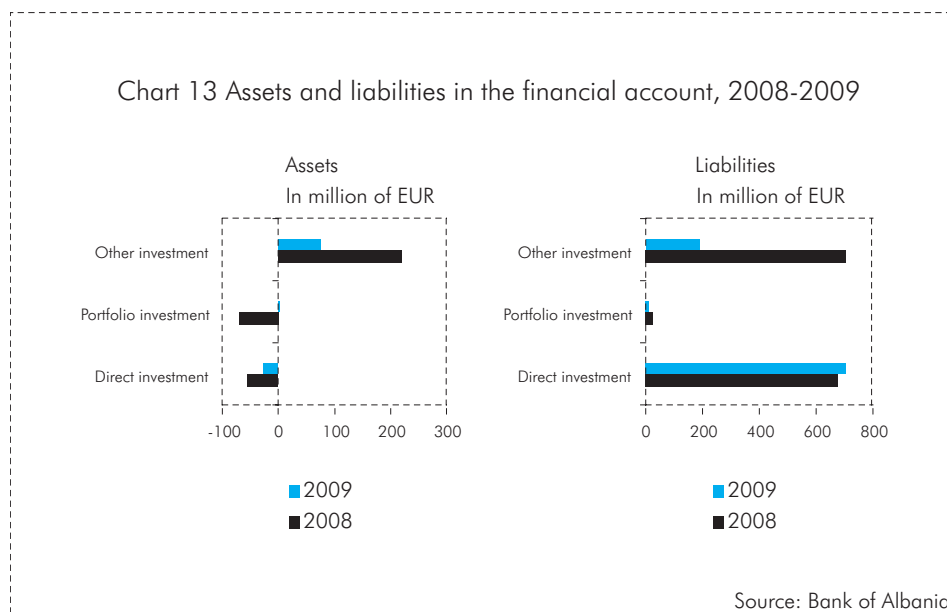 Chart 13 Assets and liabilities in the financial account, 2008-2009
Assets
In million of EUR
Other investment
Portfolio investment
Direct investment
-100 0 100 200 300
2009
2008
Liabilities
In million of EUR
Other investment
Portfolio investment
Direct investment
0 200 400 600 800
2009
2008
Source: Bank of Albania